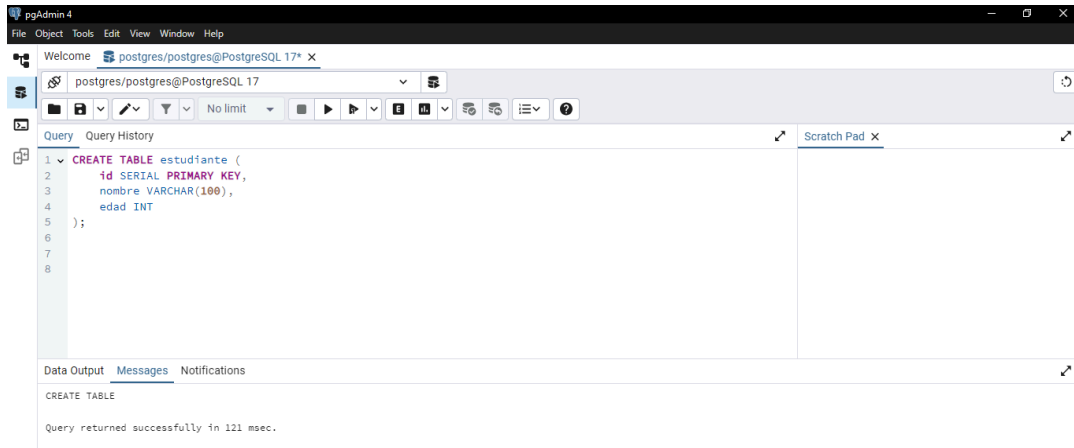 pgAdmin 4
File Object Tools Edit View Window Help
Welcome postgres/postgres@PostgreSQL 17* X
postgres/postgres@PostgreSQL 17
No limit E
Query Query History Scratch Pad X
1 CREATE TABLE estudiante (
2 id SERIAL PRIMARY KEY,
3 nombre VARCHAR(100),
4 edad INT
5 );
6
7
8
Data Output Messages Notifications
CREATE TABLE
Query returned successfully in 121 msec.